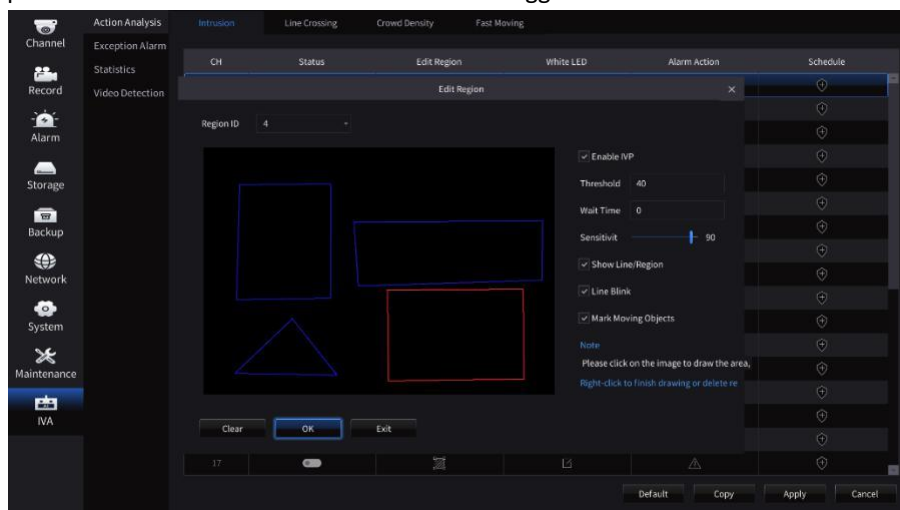 Channel
Record
Alarm
Storage
Backup
Network
System
Maintenance
IVA
Action Analysis
Exception Alarm
Statistics
Video Detection
Intrusion
Line Crossing
Crowd Density
Fast Moving
CH
Status
Edit Region
White LED
Alarm Action
Schedule
Edit Region
Region ID
4
Enable IVP
Threshold
40
Wait Time
0
Sensitivit
90
Show Line/Region
Line Blink
Mark Moving Objects
Note
Please click on the image to draw the area,
Right-click to finish drawing or delete re
Clear
OK
Exit
17
Default
Copy
Apply
Cancel